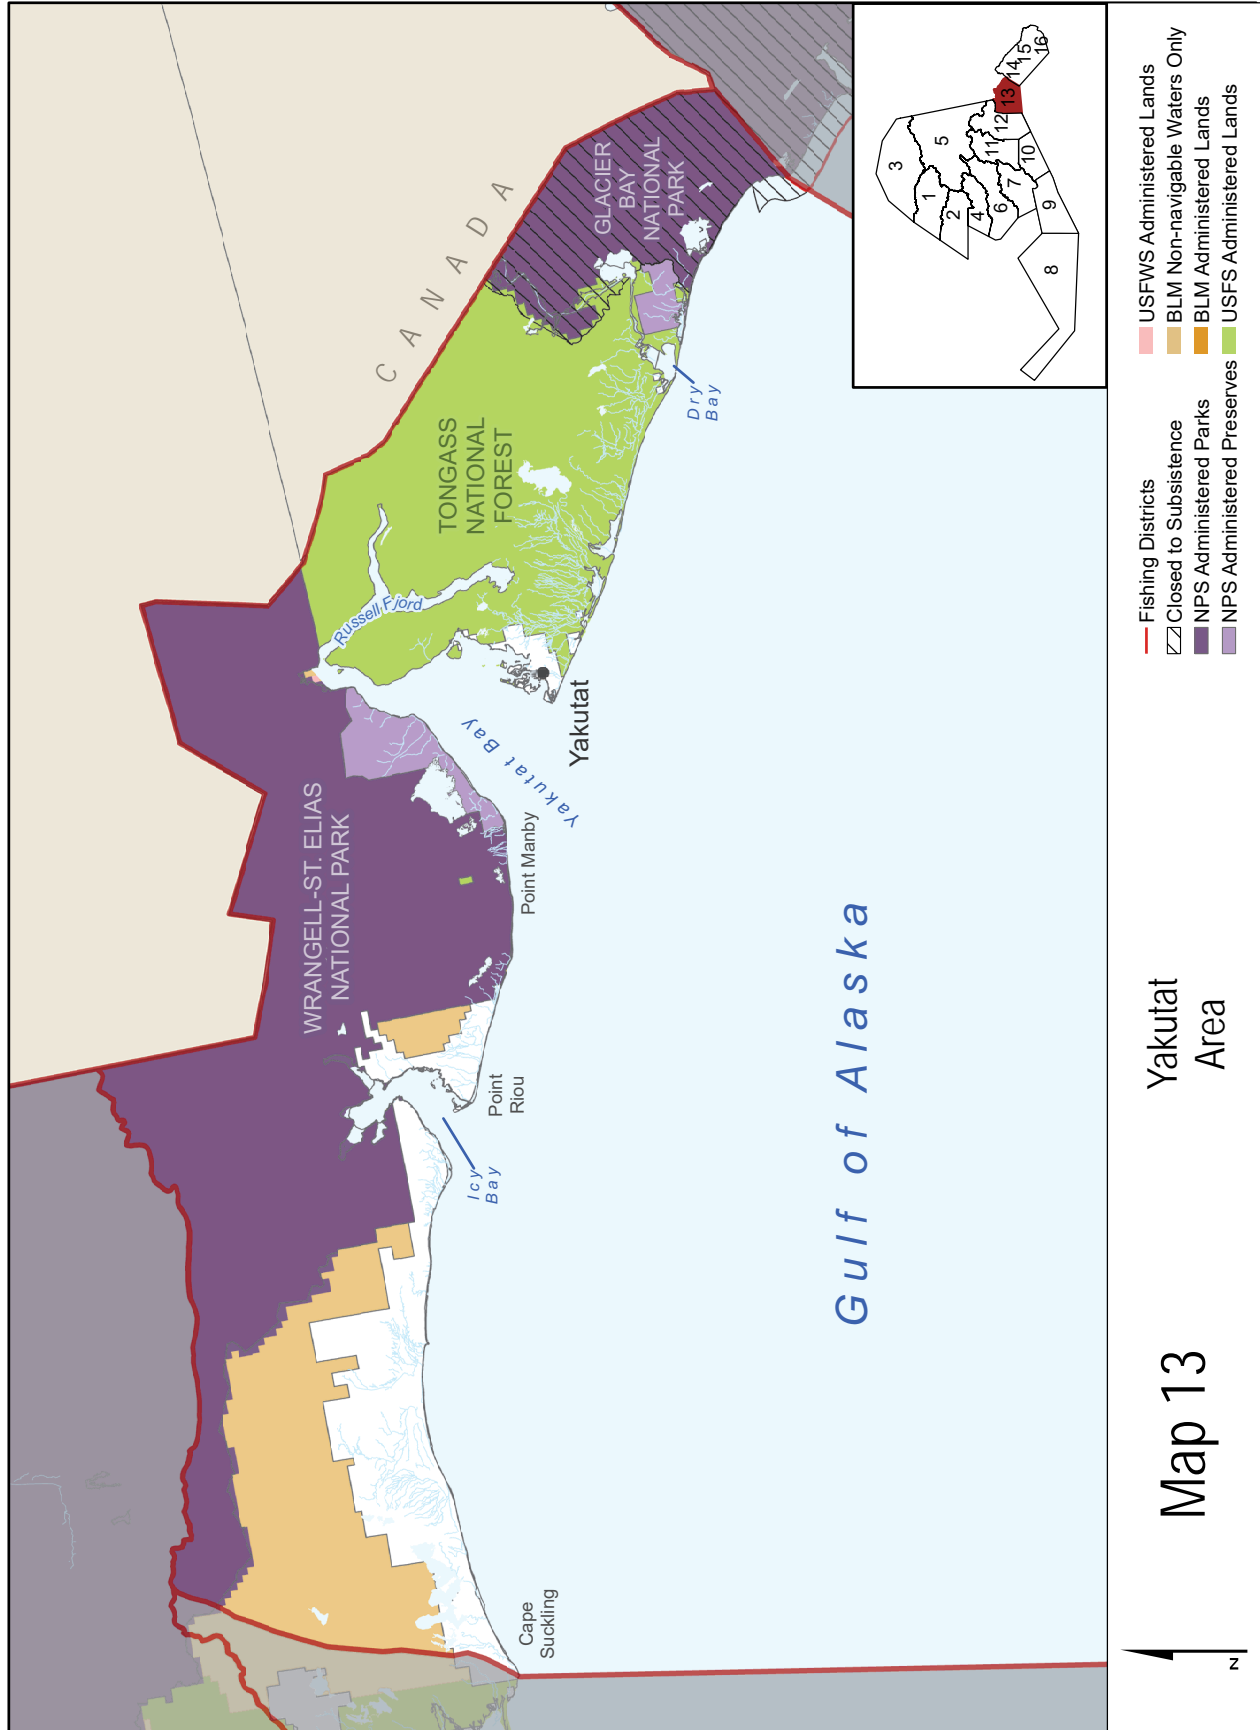 CANADA
GLACIER
BAY
NATIONAL
PARK
TONGASS
NATIONAL
FOREST
Russell Fjord
Dry
Bay
Yakutat
Yakutat Bay
WRANGELL-ST. ELIAS
NATIONAL PARK
Point Manby
Point
Riou
Icy
Bay
Cape
Suckling
Gulf of Alaska
1
2
3
4
5
6
7
8
9
10
11
12
13
14
15
16
Map 13
Yakutat
Area
Fishing Districts
Closed to Subsistence
NPS Administered Parks
NPS Administered Preserves
USFWS Administered Lands
BLM Non-navigable Waters Only
BLM Administered Lands
USFS Administered Lands
N